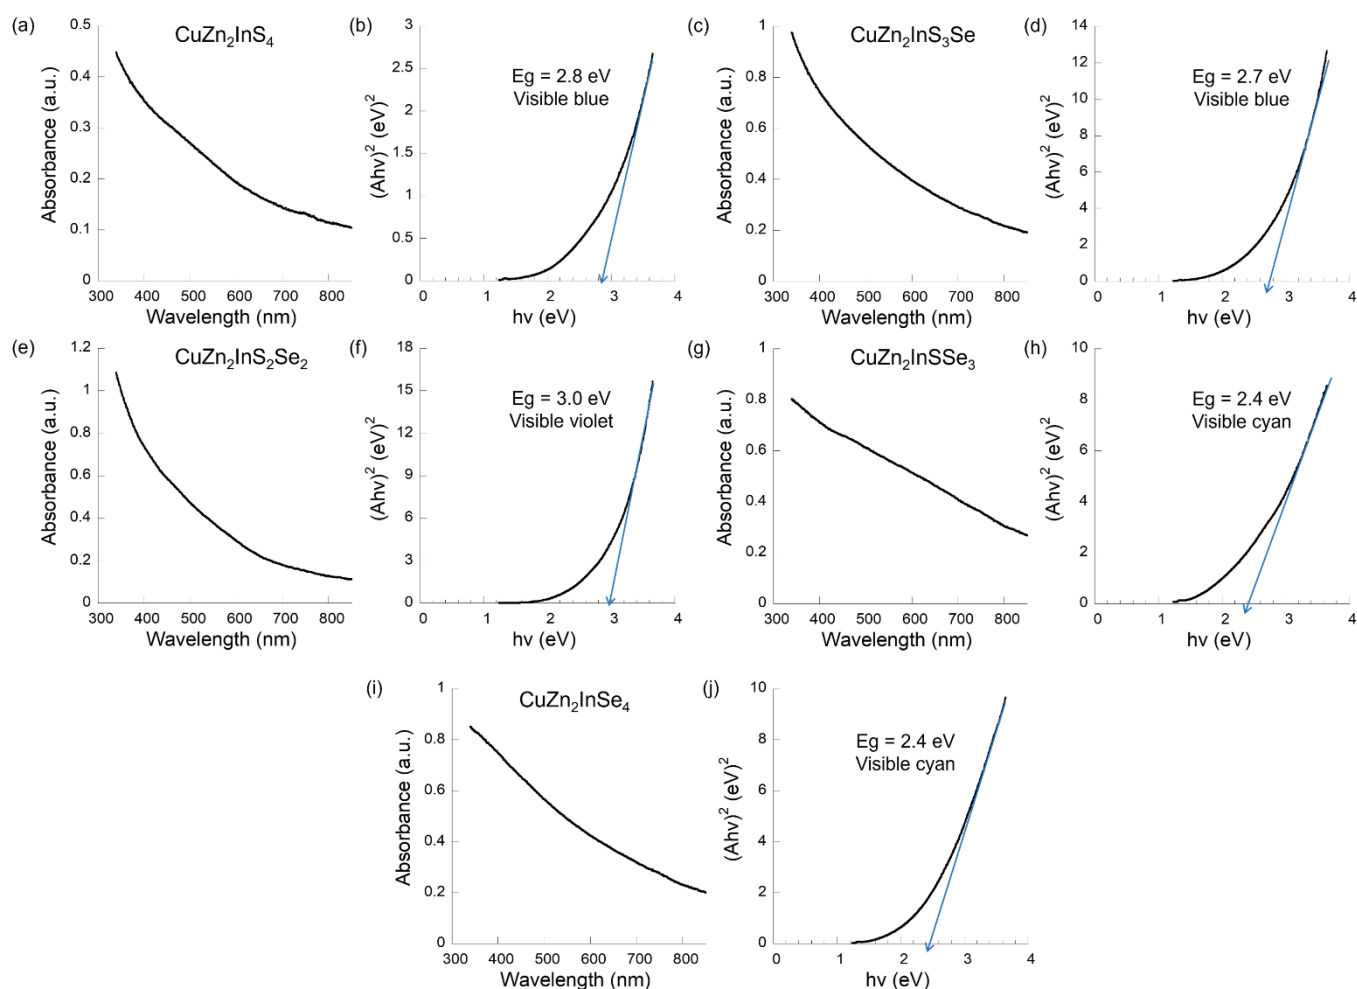 (a)
CuZn₂InS₄
0.5
0.4
0.3
0.2
0.1
0
Absorbance (a.u.)
300 400 500 600 700 800
Wavelength (nm)
(b)
3
2.5
2
1.5
1
0.5
0
(Ahv)² (eV)²
Eg = 2.8 eV
Visible blue
0 1 2 3 4
hv (eV)
(c)
CuZn₂InS₃Se
1
0.8
0.6
0.4
0.2
0
Absorbance (a.u.)
300 400 500 600 700 800
Wavelength (nm)
(d)
14
12
10
8
6
4
2
0
(Ahv)² (eV)²
Eg = 2.7 eV
Visible blue
0 1 2 3 4
hv (eV)
(e)
CuZn₂InS₂Se₂
1.2
1
0.8
0.6
0.4
0.2
0
Absorbance (a.u.)
300 400 500 600 700 800
Wavelength (nm)
(f)
18
15
12
9
6
3
0
(Ahv)² (eV)²
Eg = 3.0 eV
Visible violet
0 1 2 3 4
hv (eV)
(g)
CuZn₂InSSe₃
1
0.8
0.6
0.4
0.2
0
Absorbance (a.u.)
300 400 500 600 700 800
Wavelength (nm)
(h)
10
8
6
4
2
0
(Ahv)² (eV)²
Eg = 2.4 eV
Visible cyan
0 1 2 3 4
hv (eV)
(i)
CuZn₂InSe₄
1
0.8
0.6
0.4
0.2
0
Absorbance (a.u.)
300 400 500 600 700 800
Wavelength (nm)
(j)
10
8
6
4
2
0
(Ahv)² (eV)²
Eg = 2.4 eV
Visible cyan
0 1 2 3 4
hv (eV)